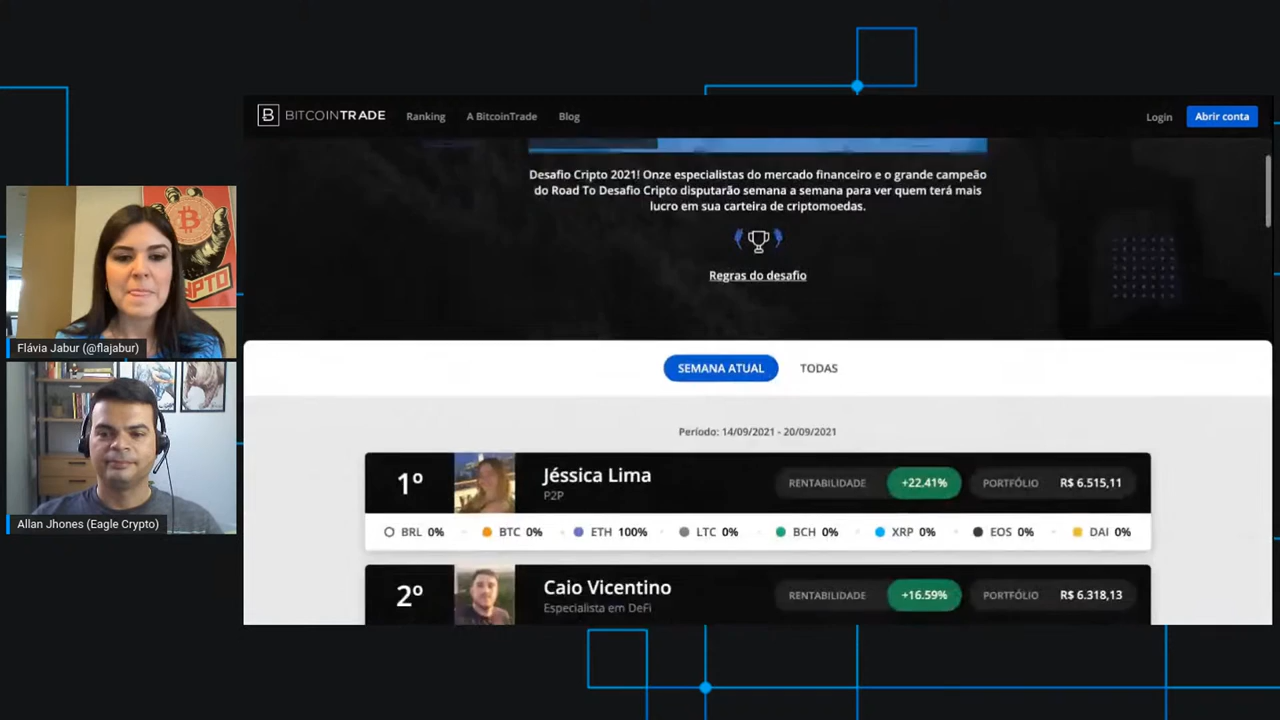 BITCOINTRADE
Ranking
A BitcoinTrade
Blog
Login
Abrir conta
Desafio Cripto 2021! Onze especialistas do mercado financeiro e o grande campeão
do Road To Desafio Cripto disputarão semana a semana para ver quem terá mais
lucro em sua carteira de criptomoedas.
Regras do desafio
Flávia Jabur (@flajabur)
Allan Jhones (Eagle Crypto)
SEMANA ATUAL
TODAS
Período: 14/09/2021 - 20/09/2021
1º
Jéssica Lima
P2P
RENTABILIDADE
+22.41%
PORTFÓLIO
R$ 6.515,11
BRL 0%
BTC 0%
ETH 100%
LTC 0%
BCH 0%
XRP 0%
EOS 0%
DAI 0%
2º
Caio Vicentino
Especialista em DeFi
RENTABILIDADE
+16.59%
PORTFÓLIO
R$ 6.318,13